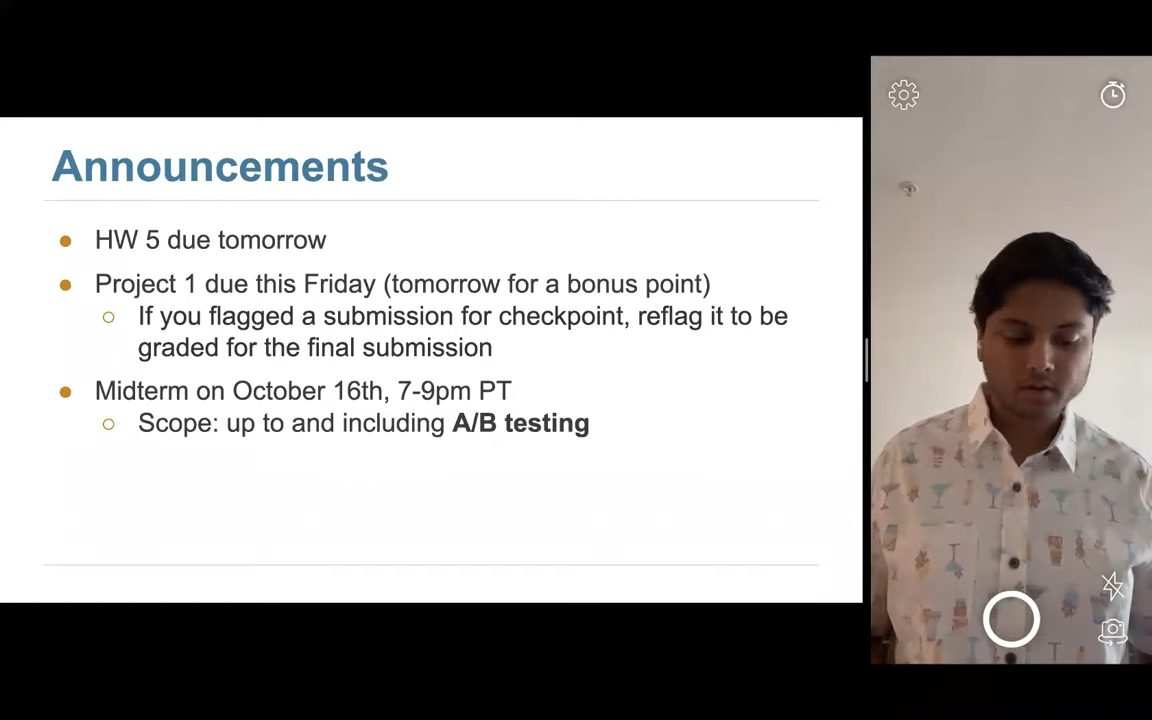 Announcements
HW 5 due tomorrow
Project 1 due this Friday (tomorrow for a bonus point)
If you flagged a submission for checkpoint, reflag it to be
graded for the final submission
Midterm on October 16th, 7-9pm PT
Scope: up to and including A/B testing